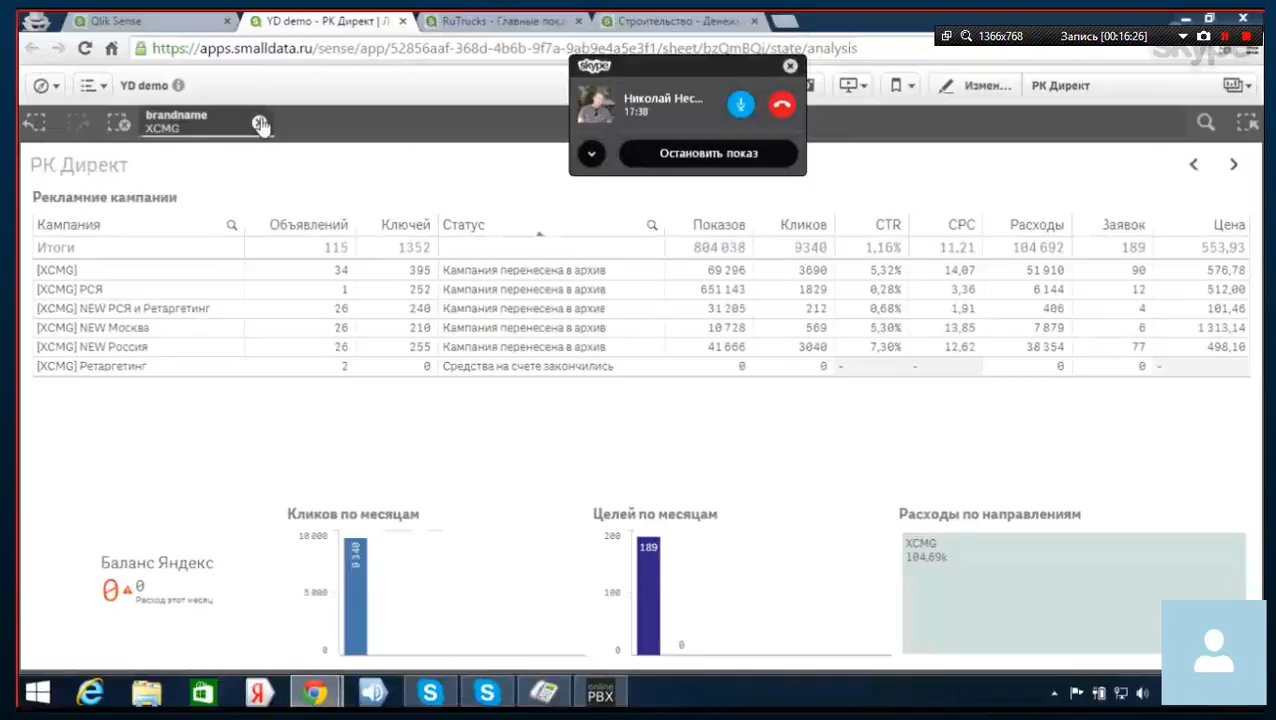 Qlik Sense
YD demo - РК Директ | Л
RuTrucks - Главные пок
Строительство - Денежн
https://apps.smalldata.ru/sense/app/52856aaf-368d-4b6b-9f7a-9ab9e4a5e3f1/sheet/bzQmBQi/state/analysis
1366x768
Запись [00:16:26]
skype
YD demo
Николай Нес...
17:38
Остановить показ
Измен...
РК Директ
brandname
XCMG
РК Директ
Рекламние кампании
Кампания Объявлений Ключей Статус Показов Кликов CTR CPC Расходы Заявок Цена
Итоги 115 1352 804 038 9340 1,16% 11,21 104 692 189 553,93
[XCMG] 34 395 Кампания перенесена в архив 69 296 3690 5,32% 14,07 51 910 90 576,78
[XCMG] РСЯ 1 252 Кампания перенесена в архив 651 143 1829 0,28% 3,36 6 144 12 512,00
[XCMG] NEW РСЯ и Ретаргетинг 26 240 Кампания перенесена в архив 31 205 212 0,68% 1,91 406 4 101,46
[XCMG] NEW Москва 26 210 Кампания перенесена в архив 10 728 569 5,30% 13,85 7 879 6 1 313,14
[XCMG] NEW Россия 26 255 Кампания перенесена в архив 41 666 3040 7,30% 12,62 38 354 77 498,10
[XCMG] Ретаргетинг 2 0 Средства на счете закончились 0 0 - - 0 0 -
Баланс Яндекс
0 0
Расход этот месяц
Кликов по месяцам
10 000
5 000
0
9 340
Целей по месяцам
200
100
0
189
0
Расходы по направлениям
XCMG
104,69k
online
PBX